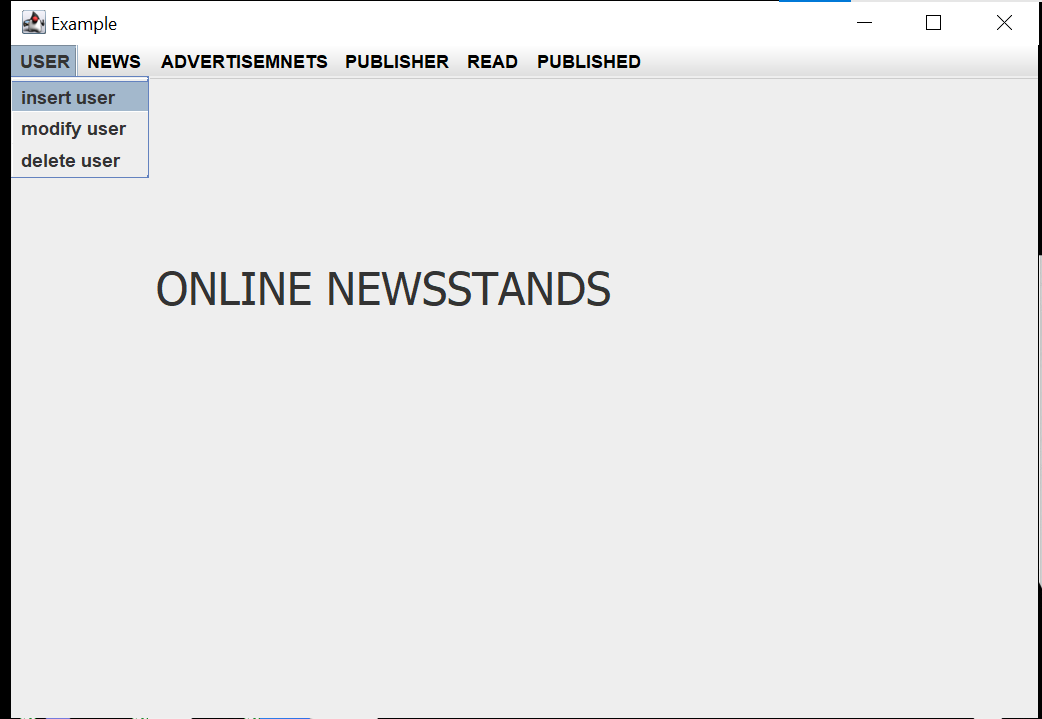 Example
USER NEWS ADVERTISEMNETS PUBLISHER READ PUBLISHED
insert user
modify user
delete user
ONLINE NEWSSTANDS